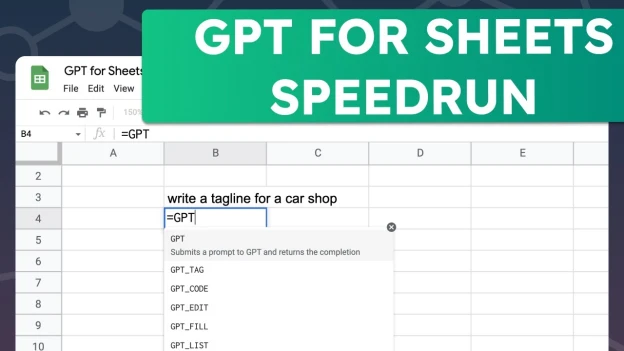 GPT FOR SHEETS
SPEEDRUN
GPT for Sheets
File Edit View
150%
B4 fx =GPT
A B C D E
2
3 write a tagline for a car shop
4 =GPT
5 GPT
Submits a prompt to GPT and returns the completion
6 GPT_TAG
7 GPT_CODE
8 GPT_EDIT
9 GPT_FILL
10 GPT_LIST